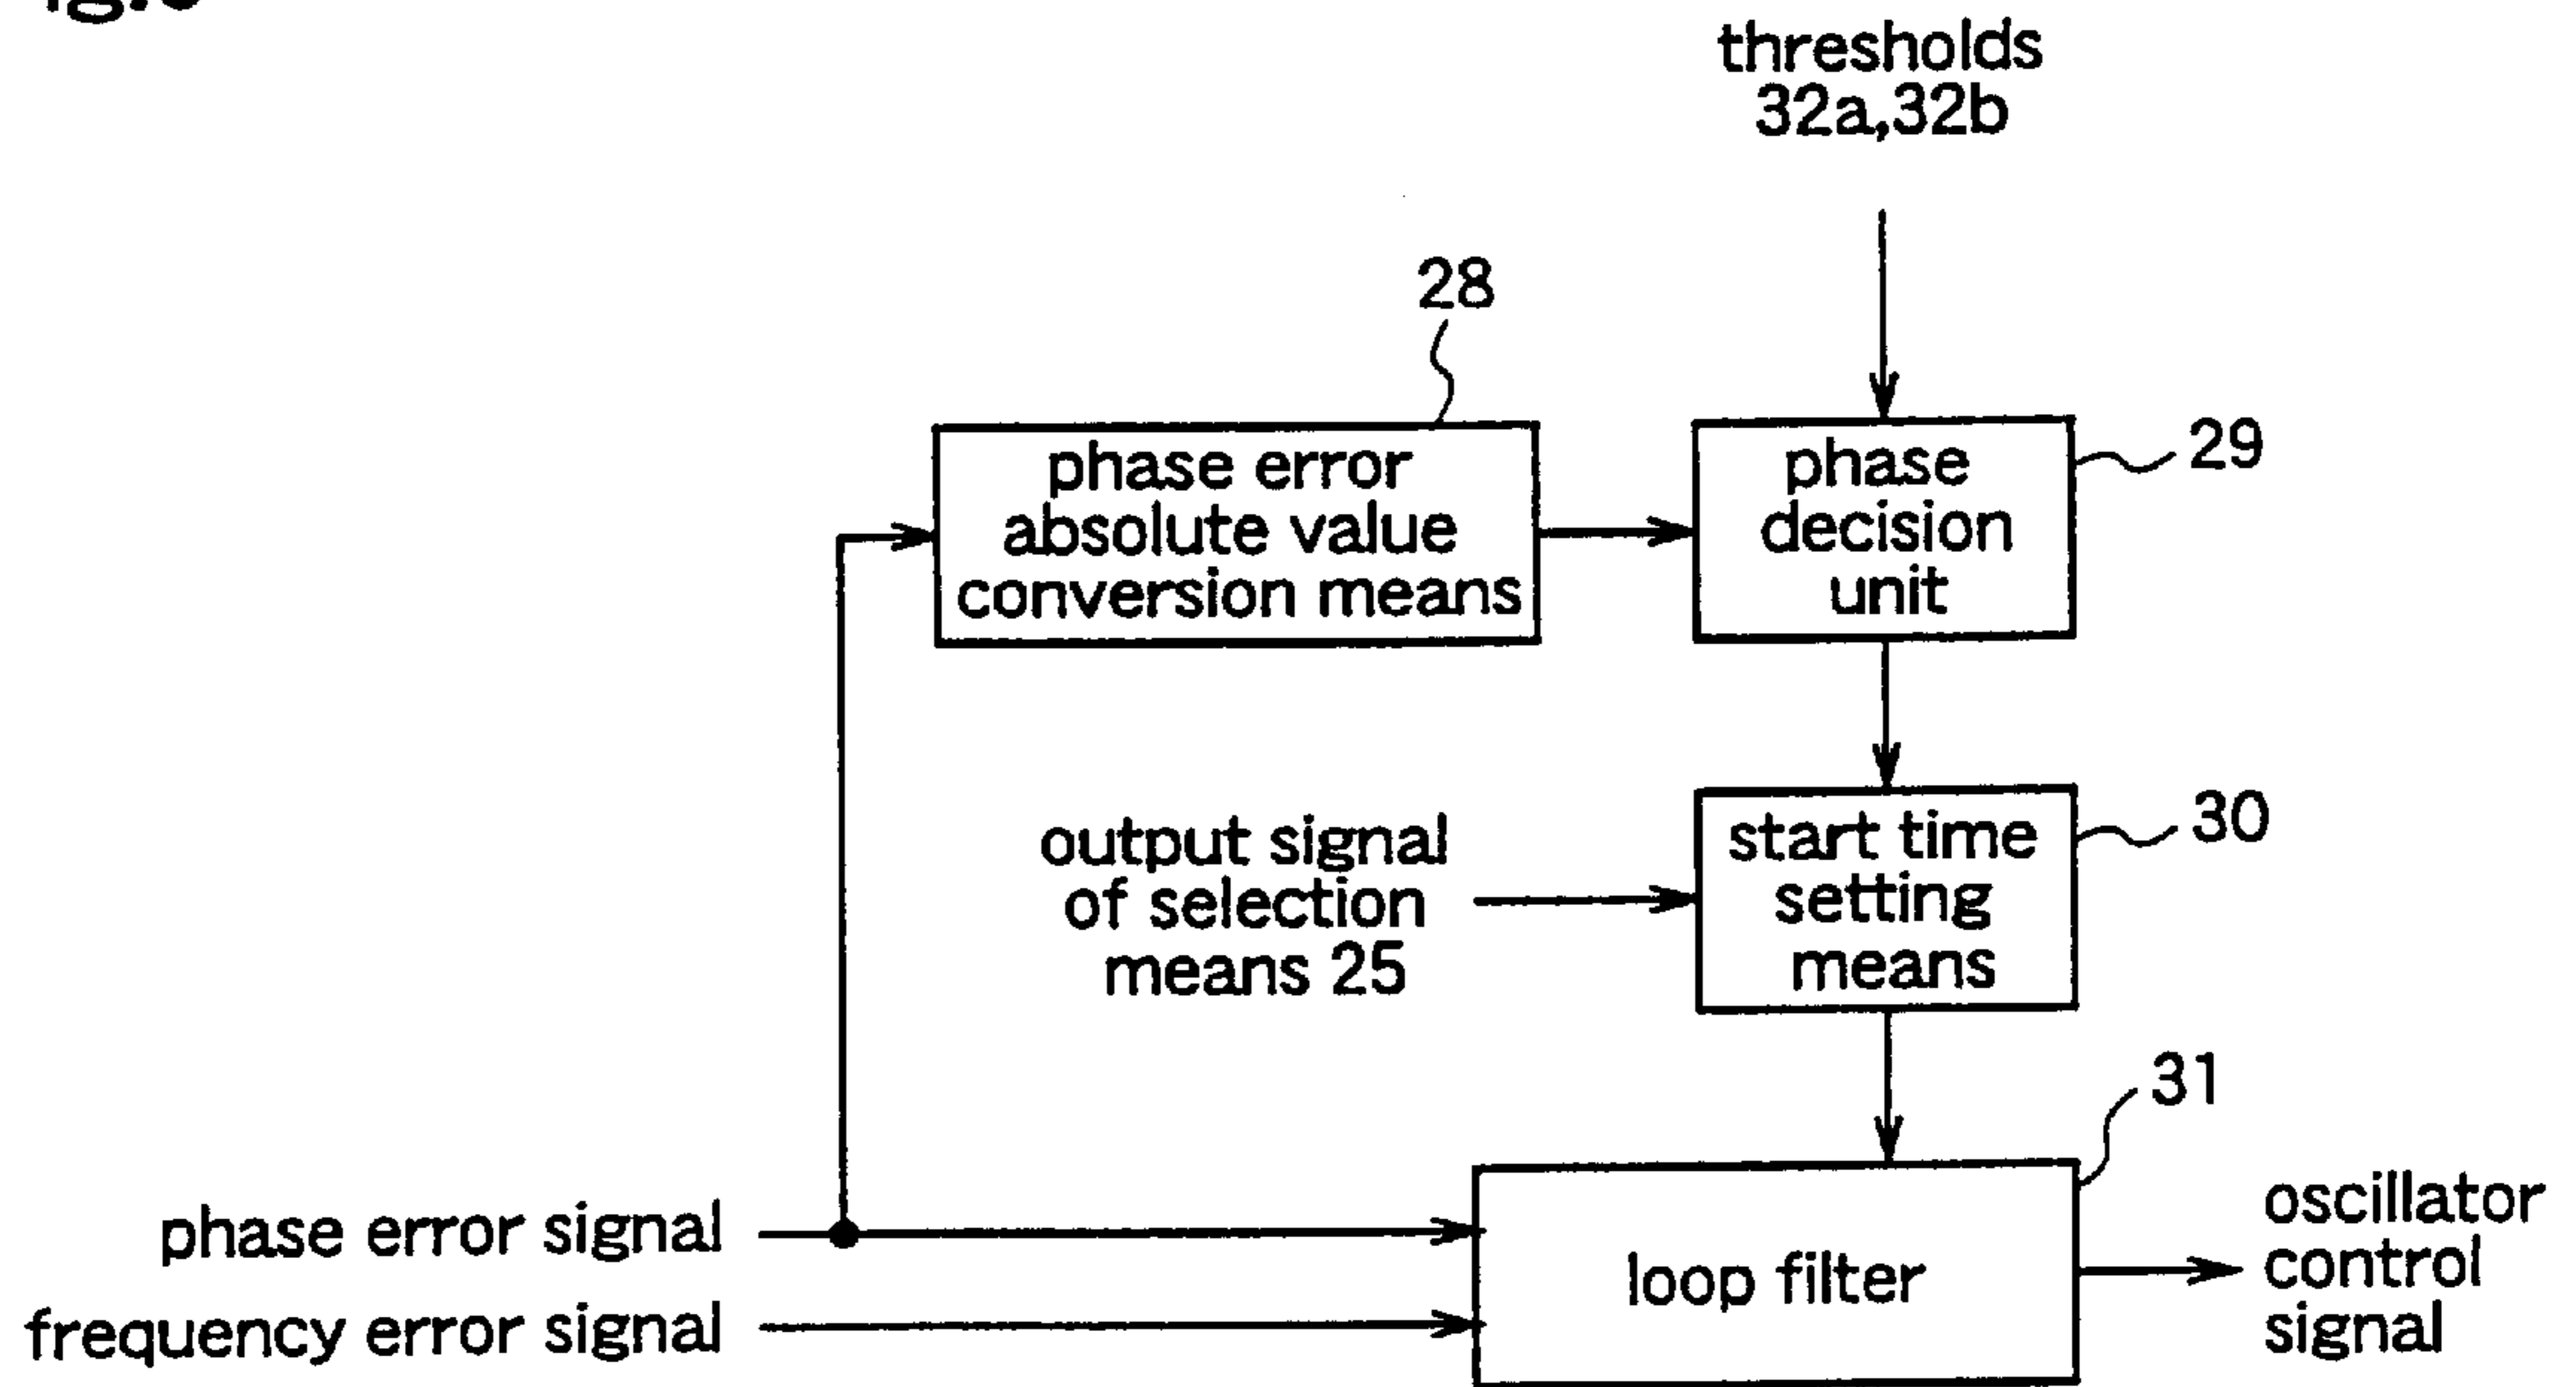 thresholds
32a,32b
28
phase error
absolute value
conversion means
phase
decision
unit
29
output signal
of selection
means 25
start time
setting
means
30
31
phase error signal
frequency error signal
loop filter
oscillator
control
signal